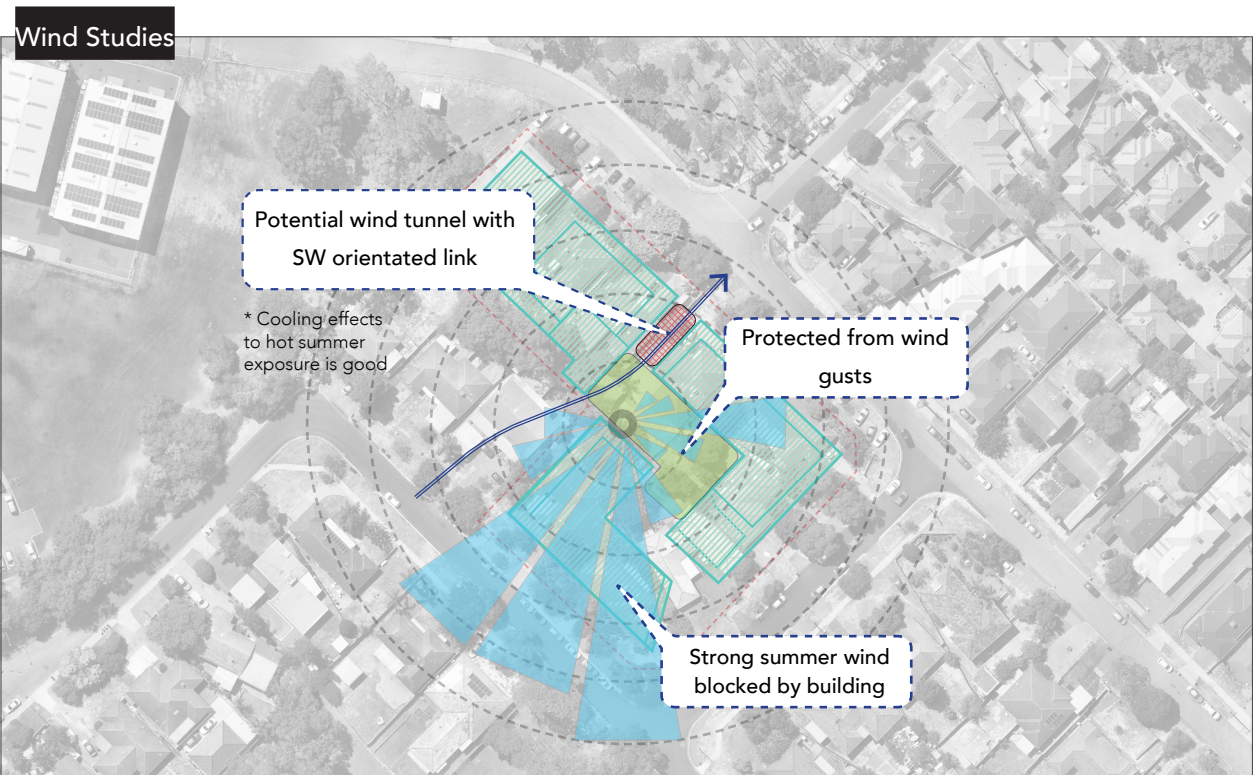 Wind Studies
Potential wind tunnel with
SW orientated link
* Cooling effects
to hot summer
exposure is good
Protected from wind
gusts
Strong summer wind
blocked by building